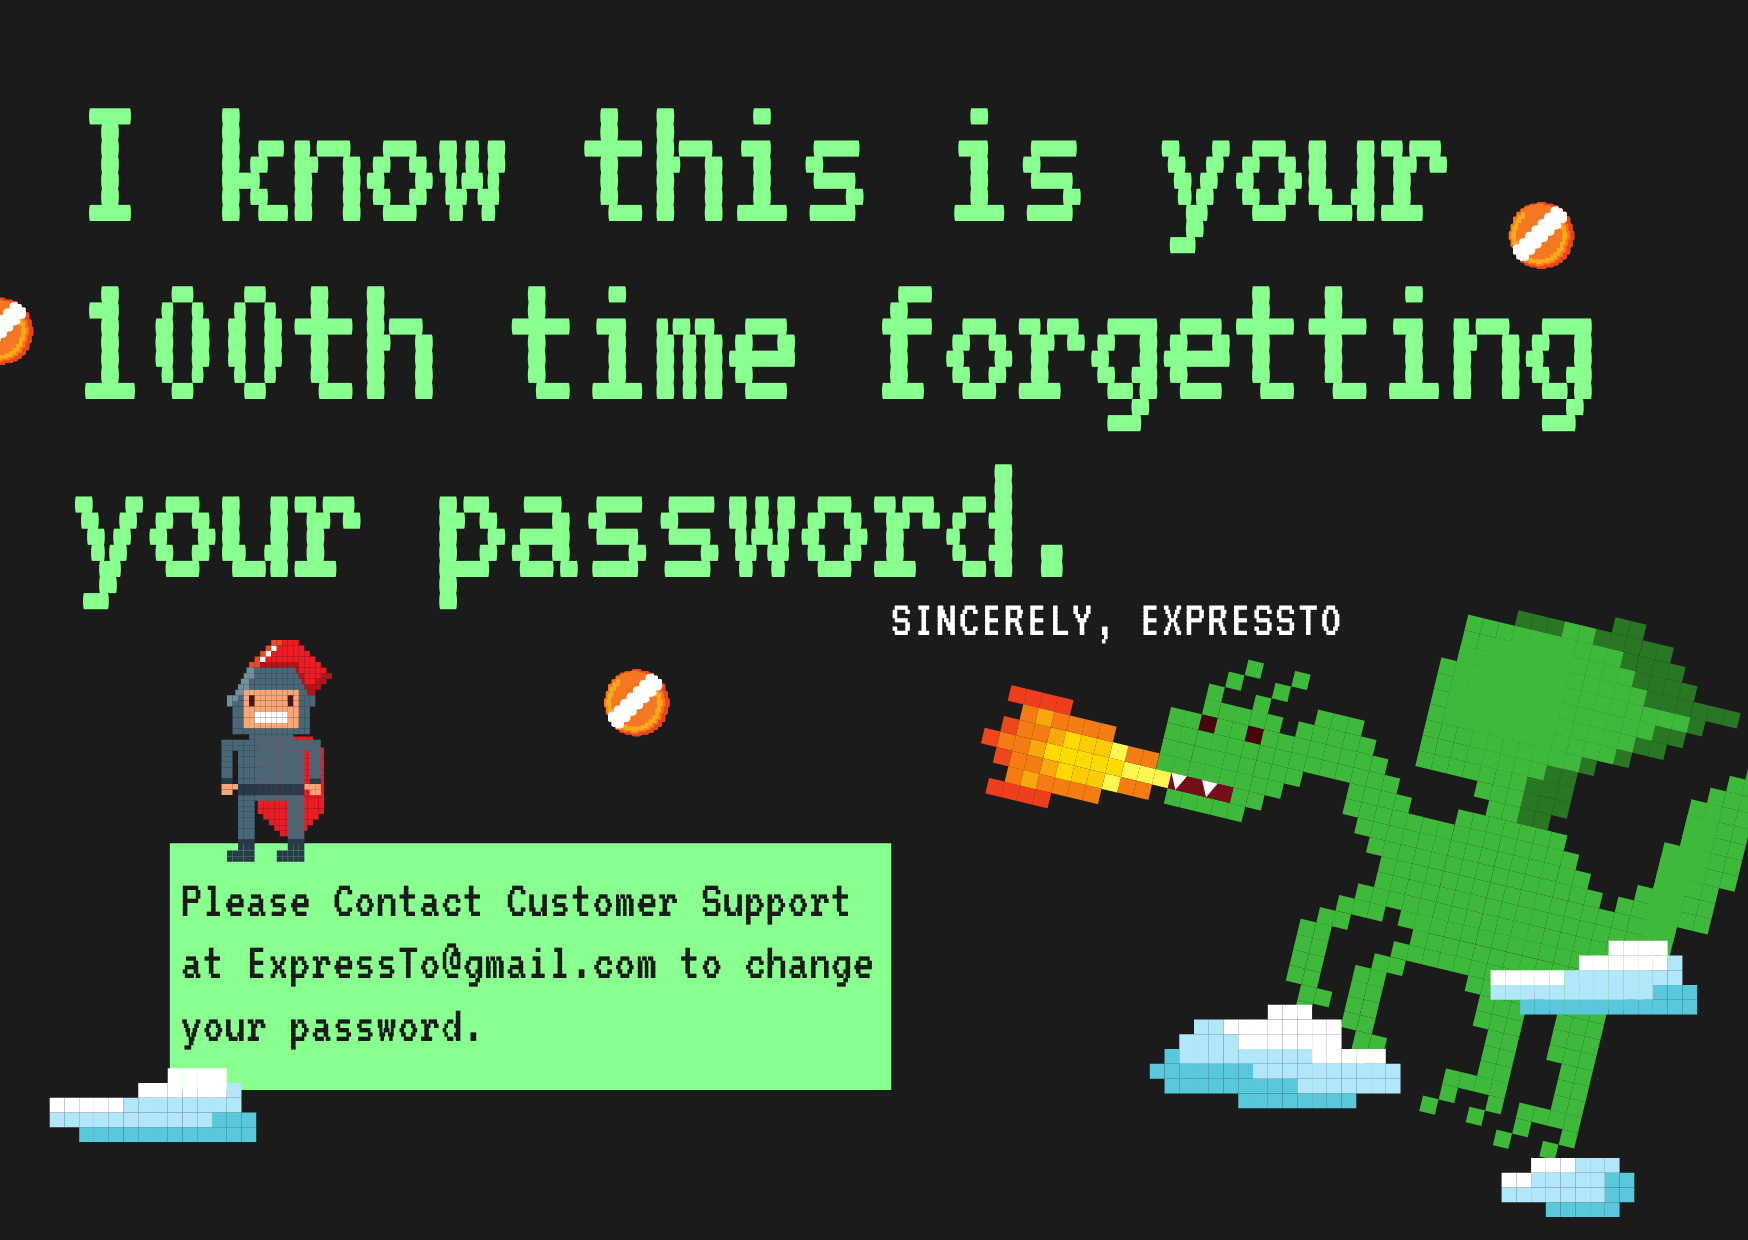 I know this is your
100th time forgetting
your password.
SINCERELY, EXPRESSTO
Please Contact Customer Support
at ExpressTo@gmail.com to change
your password.